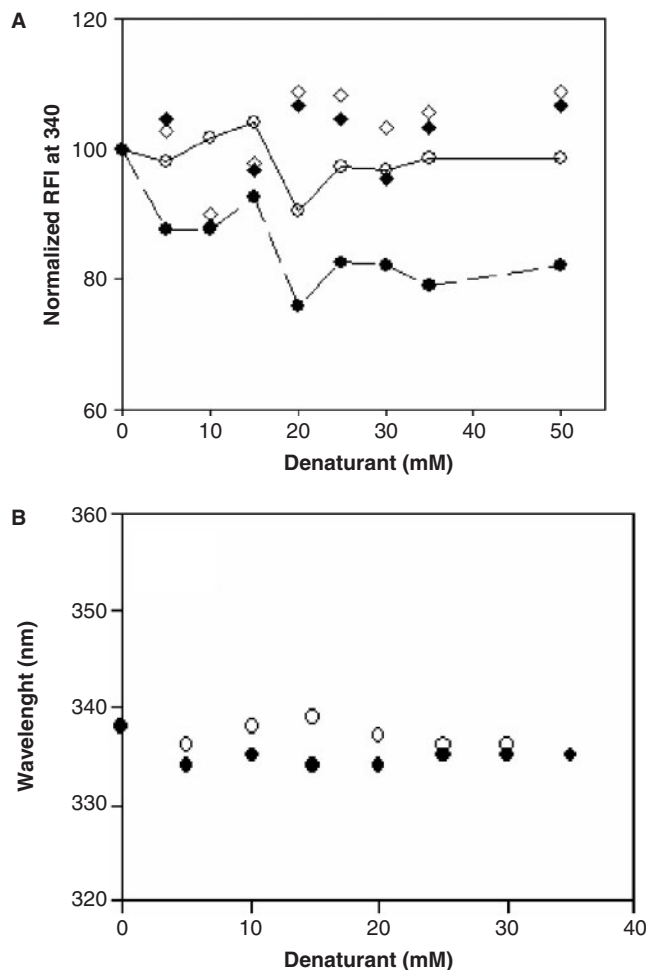 A
120
100
80
60
Normalized RFI at 340
0 10 20 30 40 50
Denaturant (mM)
B
360
350
340
330
320
Wavelenght (nm)
0 10 20 30 40
Denaturant (mM)